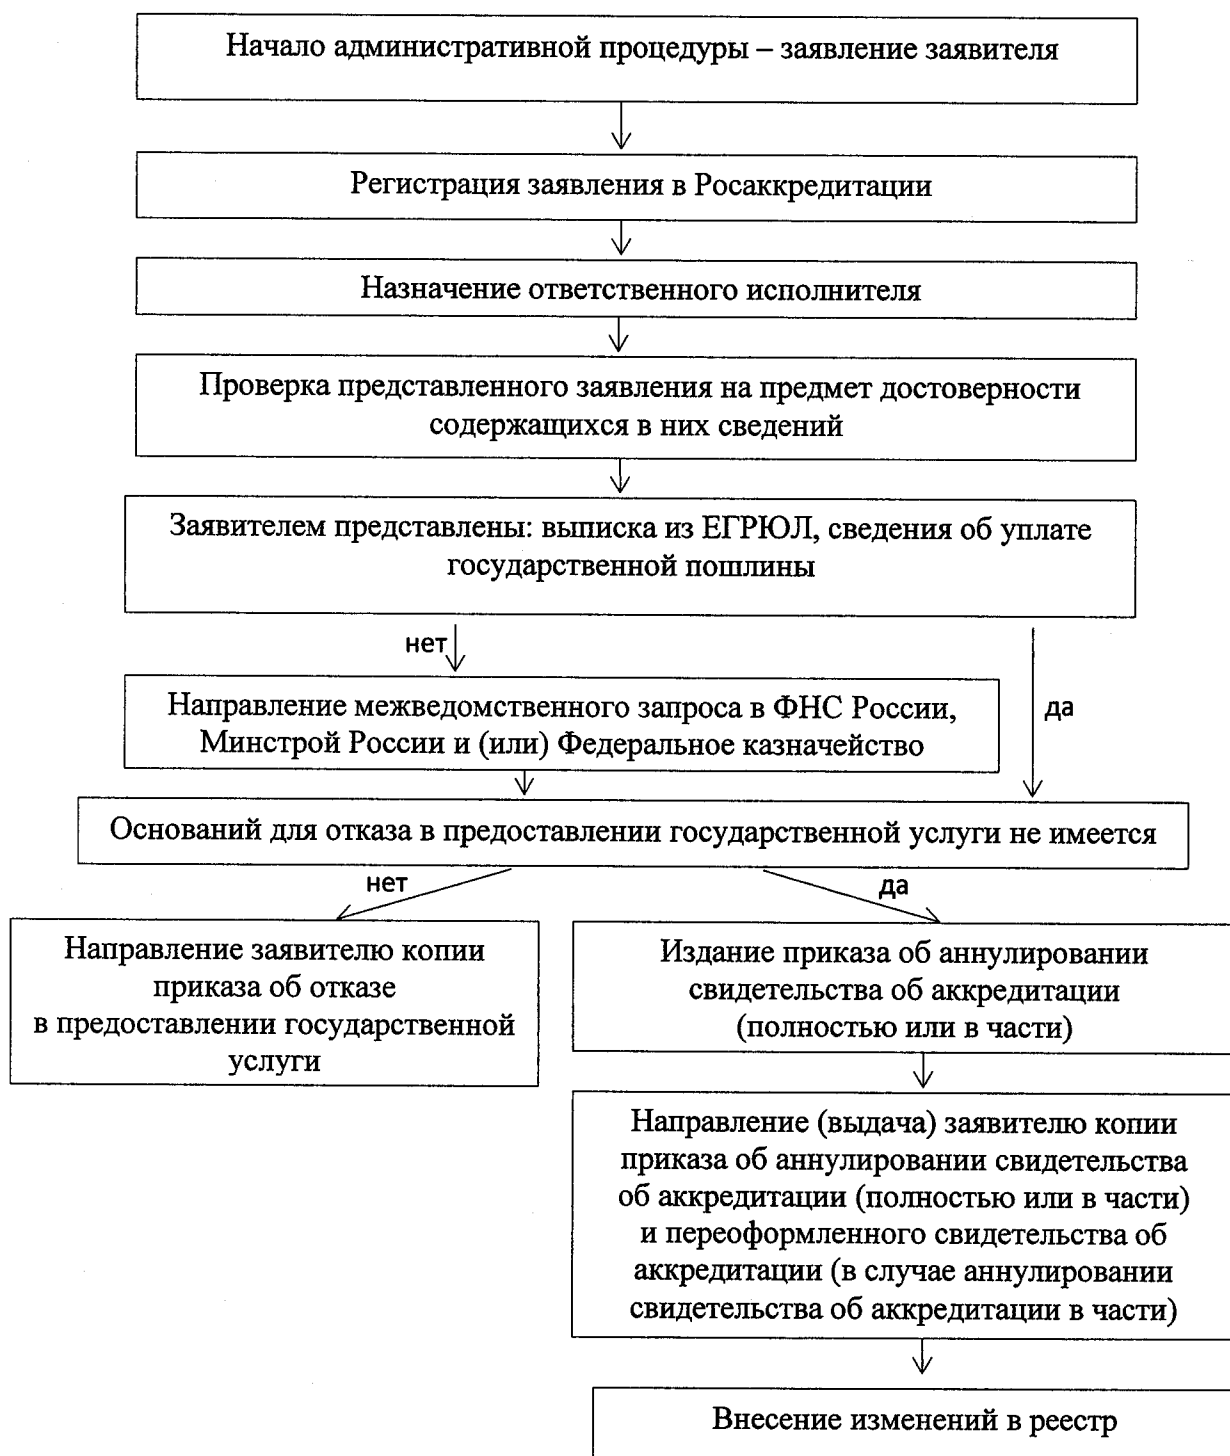 Начало административной процедуры – заявление заявителя
Регистрация заявления в Росаккредитации
Назначение ответственного исполнителя
Проверка представленного заявления на предмет достоверности
содержащихся в них сведений
Заявителем представлены: выписка из ЕГРЮЛ, сведения об уплате
государственной пошлины
нет
Направление межведомственного запроса в ФНС России,
Минстрой России и (или) Федеральное казначейство
да
Оснований для отказа в предоставлении государственной услуги не имеется
нет
да
Направление заявителю копии
приказа об отказе
в предоставлении государственной
услуги
Издание приказа об аннулировании
свидетельства об аккредитации
(полностью или в части)
Направление (выдача) заявителю копии
приказа об аннулировании свидетельства
об аккредитации (полностью или в части)
и переоформленного свидетельства об
аккредитации (в случае аннулировании
свидетельства об аккредитации в части)
Внесение изменений в реестр